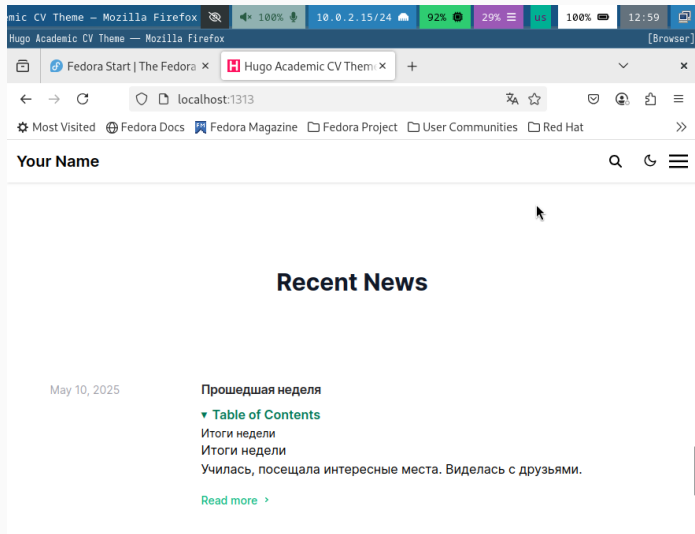 emic CV Theme — Mozilla Firefox 100% 10.0.2.15/24 92% 29% us 100% 12:59
Hugo Academic CV Theme — Mozilla Firefox [Browser]
Fedora Start | The Fedora Hugo Academic CV Theme
localhost:1313
Most Visited Fedora Docs Fedora Magazine Fedora Project User Communities Red Hat
Your Name
Recent News
May 10, 2025 Прошедшая неделя
Table of Contents
Итоги недели
Итоги недели
Училась, посещала интересные места. Виделась с друзьями.
Read more